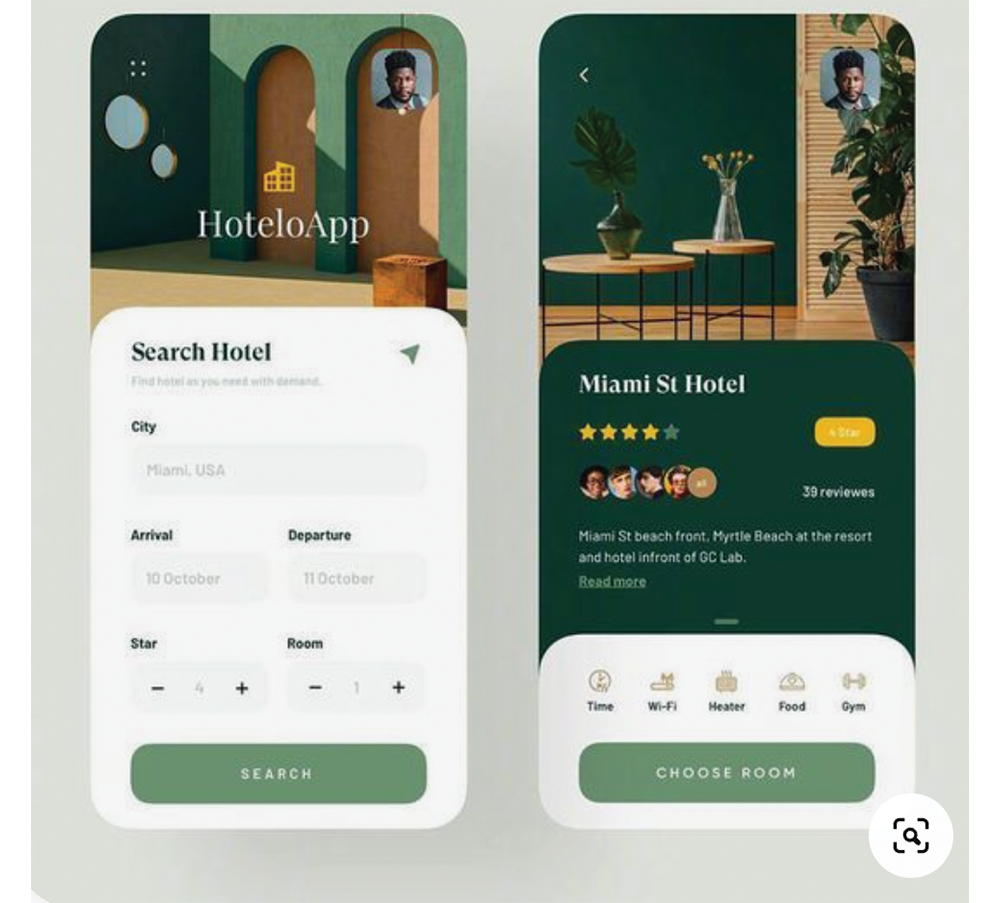 HoteloApp
Search Hotel
Find hotel as you need with demand.
City
Miami, USA
Arrival Departure
10 October 11 October
Star Room
− 4 + − 1 +
SEARCH
Miami St Hotel
4 Star
all
39 reviewes
Miami St beach front, Myrtle Beach at the resort
and hotel infront of GC Lab.
Read more
Time Wi-Fi Heater Food Gym
CHOOSE ROOM